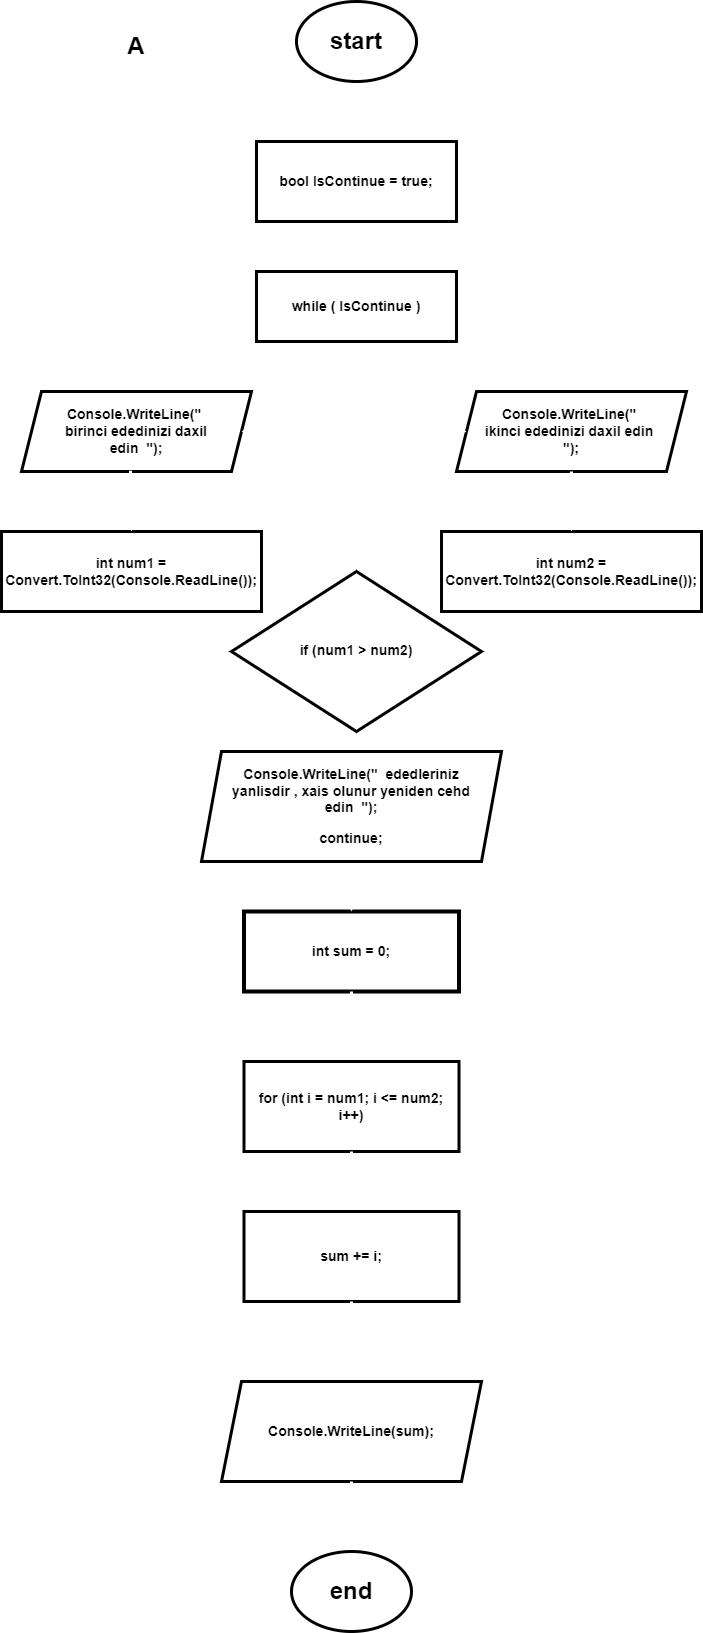 start
A
bool IsContinue = true;
while ( IsContinue )
Console.WriteLine("
birinci ededinizi daxil
edin  ");
Console.WriteLine("
ikinci ededinizi daxil edin
");
int num1 =
Convert.ToInt32(Console.ReadLine());
int num2 =
Convert.ToInt32(Console.ReadLine());
if (num1 > num2)
Console.WriteLine("  ededleriniz
yanlisdir , xais olunur yeniden cehd
edin  ");
continue;
int sum = 0;
for (int i = num1; i <= num2;
i++)
sum += i;
Console.WriteLine(sum);
end